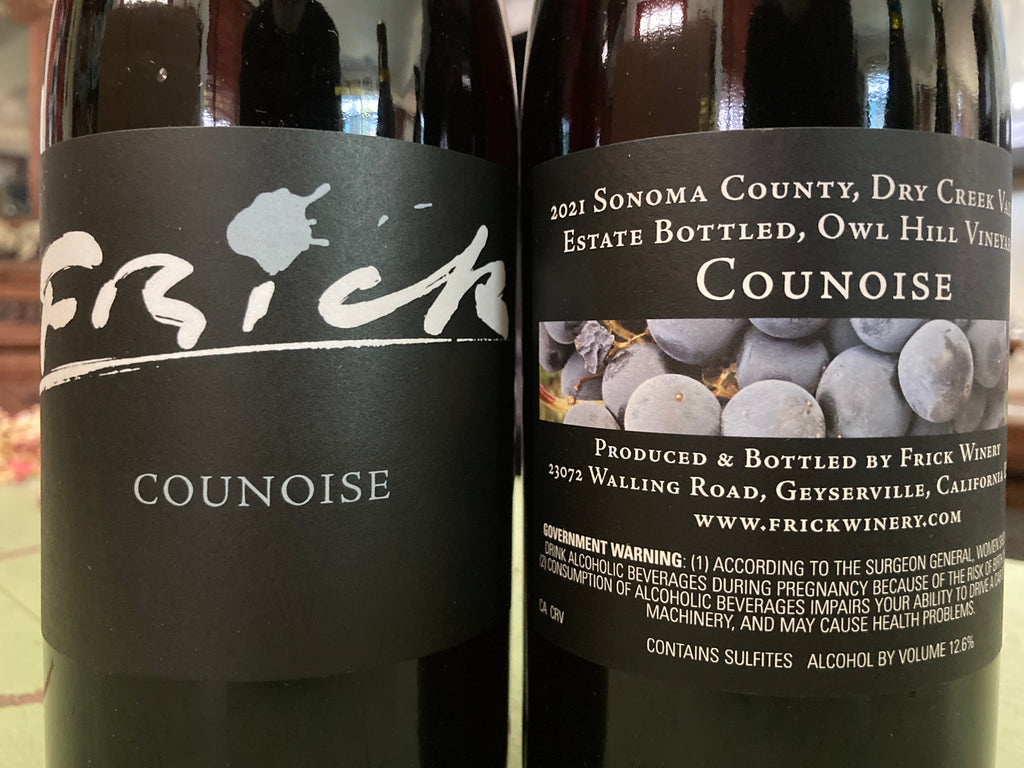 FRick
COUNOISE
2021 SONOMA COUNTY, DRY CREEK
ESTATE BOTTLED, OWL HILL
COUNOISE
PRODUCED & BOTTLED BY FRICK WINERY
23072 WALLING ROAD, GEYSERVILLE, CALIFORNIA
WWW.FRICKWINERY.COM
GOVERNMENT WARNING: (1) ACCORDING TO THE SURGEON GENERAL, WOMEN
DRINK ALCOHOLIC BEVERAGES DURING PREGNANCY BECAUSE OF THE RISK OF
(2) CONSUMPTION OF ALCOHOLIC BEVERAGES IMPAIRS YOUR ABILITY TO DRIVE A
MACHINERY, AND MAY CAUSE HEALTH PROBLEMS.
CA CRV
CONTAINS SULFITES ALCOHOL BY VOLUME 12.6%